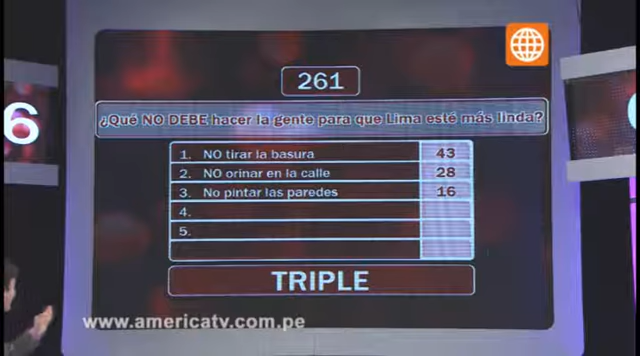 261
¿Qué NO DEBE hacer la gente para que Lima esté más linda?
1. NO tirar la basura 43
2. NO orinar en la calle 28
3. No pintar las paredes 16
4.
5.
TRIPLE
6
www.americatv.com.pe